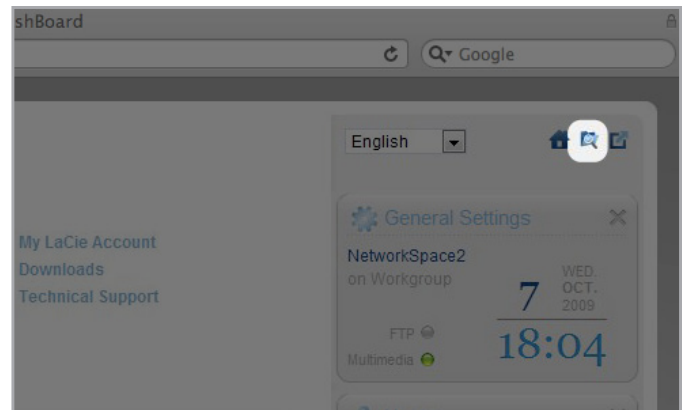 shBoard
Google
English
General Settings
My LaCie Account
Downloads
Technical Support
NetworkSpace2
on Workgroup
7
WED.
OCT.
2009
FTP
Multimedia
18:04